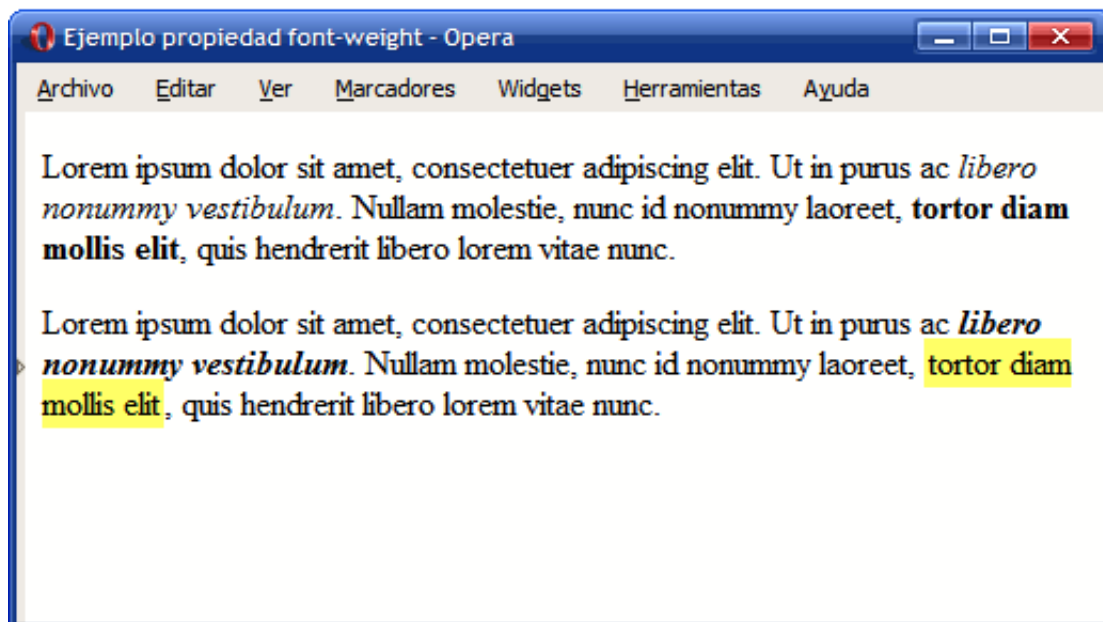 Ejemplo propiedad font-weight - Opera
Archivo Editar Ver Marcadores Widgets Herramientas Ayuda
Lorem ipsum dolor sit amet, consectetuer adipiscing elit. Ut in purus ac libero
nonummy vestibulum. Nullam molestie, nunc id nonummy laoreet, tortor diam
mollis elit, quis hendrerit libero lorem vitae nunc.
Lorem ipsum dolor sit amet, consectetuer adipiscing elit. Ut in purus ac libero
nonummy vestibulum. Nullam molestie, nunc id nonummy laoreet, tortor diam
mollis elit, quis hendrerit libero lorem vitae nunc.